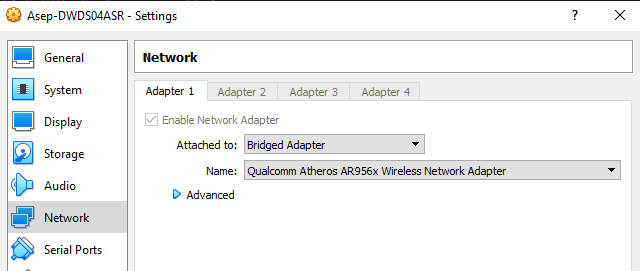 Asep-DWDS04ASR - Settings
?
General
System
Display
Storage
Audio
Network
Serial Ports
Network
Adapter 1
Adapter 2
Adapter 3
Adapter 4
Enable Network Adapter
Attached to: Bridged Adapter
Name: Qualcomm Atheros AR956x Wireless Network Adapter
Advanced